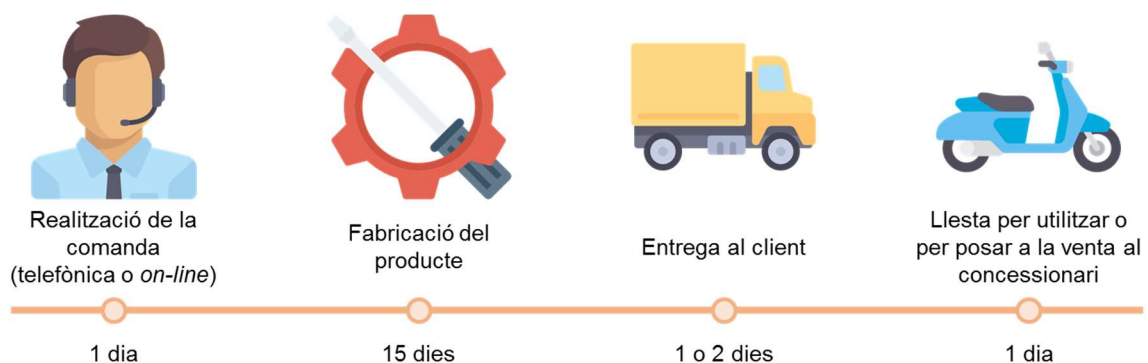 Realització de la
comanda
(telefònica o on-line)
Fabricació del
producte
Entrega al client
Llesta per utilitzar o
per posar a la venta al
concessionari
1 dia
15 dies
1 o 2 dies
1 dia